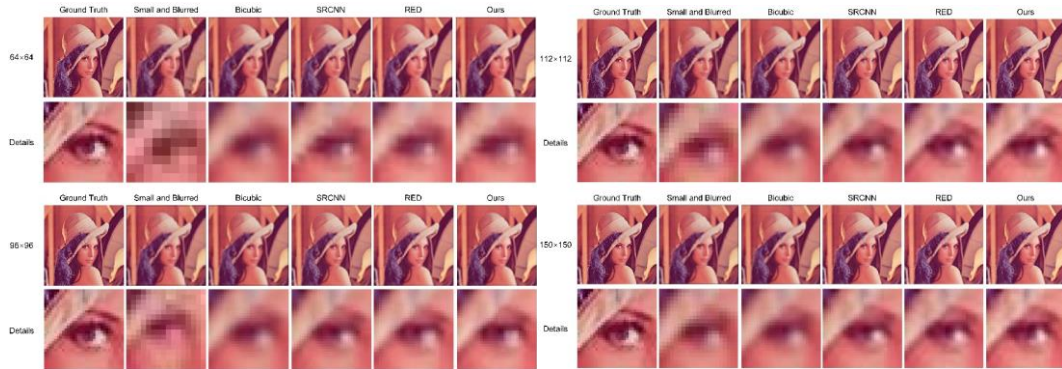 Ground Truth Small and Blurred Bicubic SRCNN RED Ours
64×64
Details
Ground Truth Small and Blurred Bicubic SRCNN RED Ours
96×96
Details
Ground Truth Small and Blurred Bicubic SRCNN RED Ours
112×112
Details
Ground Truth Small and Blurred Bicubic SRCNN RED Ours
150×150
Details